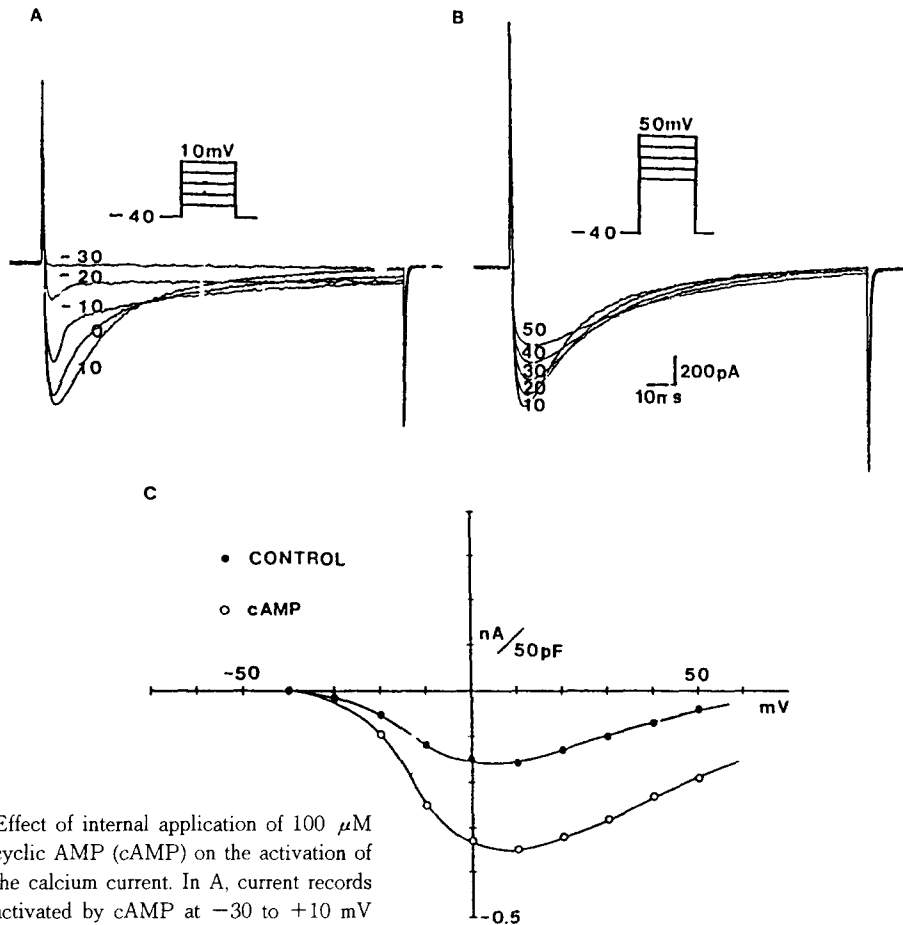 A
B
10mV
-40
50mV
-40
-30
-20
-10
0
10
50
40
30
20
10
200pA
10ms
C
● CONTROL
○ cAMP
nA/50pF
-50
50
mV
-0.5
Effect of internal application of 100 μM
cyclic AMP (cAMP) on the activation of
the calcium current. In A, current records
activated by cAMP at −30 to +10 mV